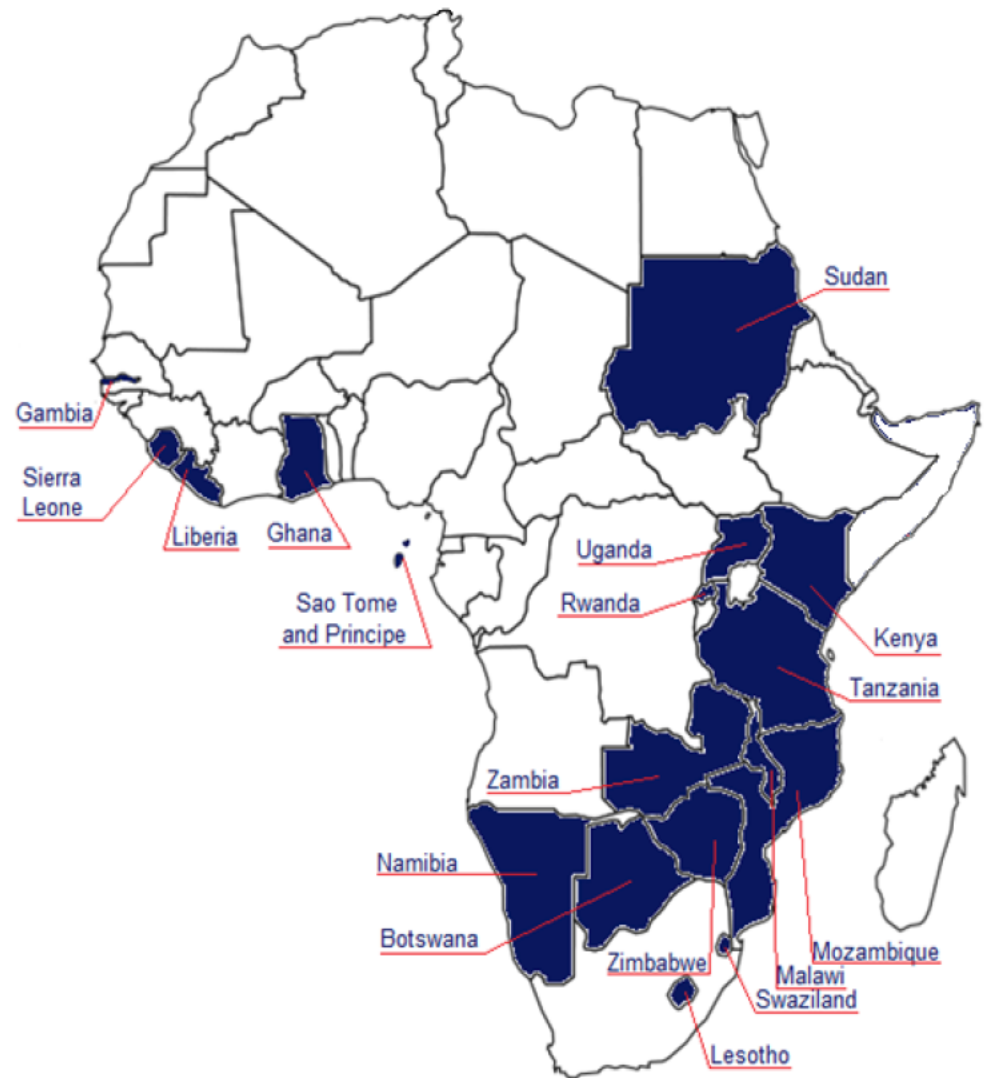 Sudan
Gambia
Sierra
Leone
Liberia
Ghana
Sao Tome
and Principe
Uganda
Rwanda
Kenya
Tanzania
Zambia
Namibia
Botswana
Zimbabwe
Mozambique
Malawi
Swaziland
Lesotho